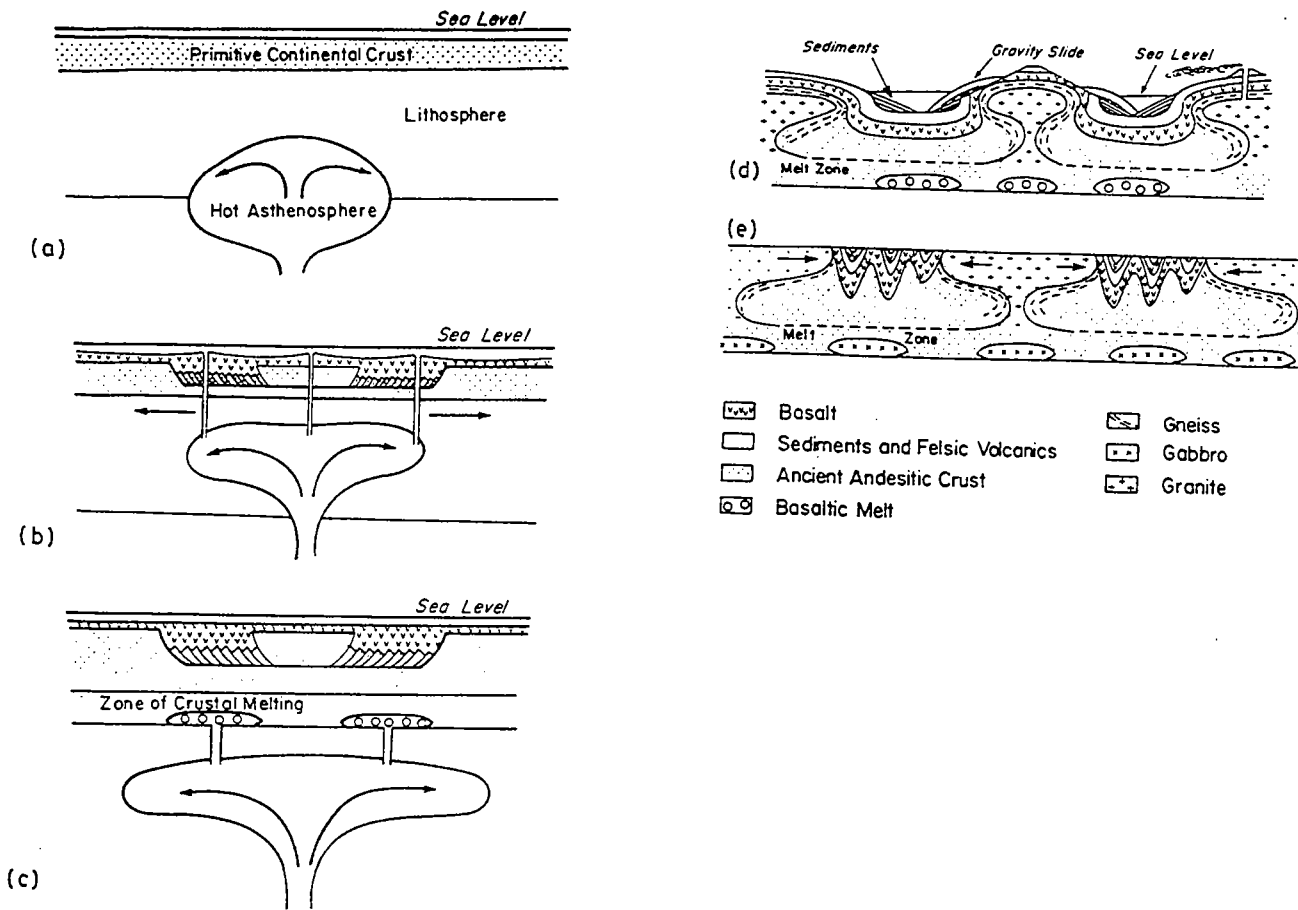 Sea Level
Primitive Continental Crust
Lithosphere
Hot Asthenosphere
(a)
Sea Level
(b)
Sea Level
Zone of Crustal Melting
(c)
Sediments
Gravity Slide
Sea Level
(d)
Melt Zone
(e)
Melt Zone
Basalt
Sediments and Felsic Volcanics
Ancient Andesitic Crust
Basaltic Melt
Gneiss
Gabbro
Granite